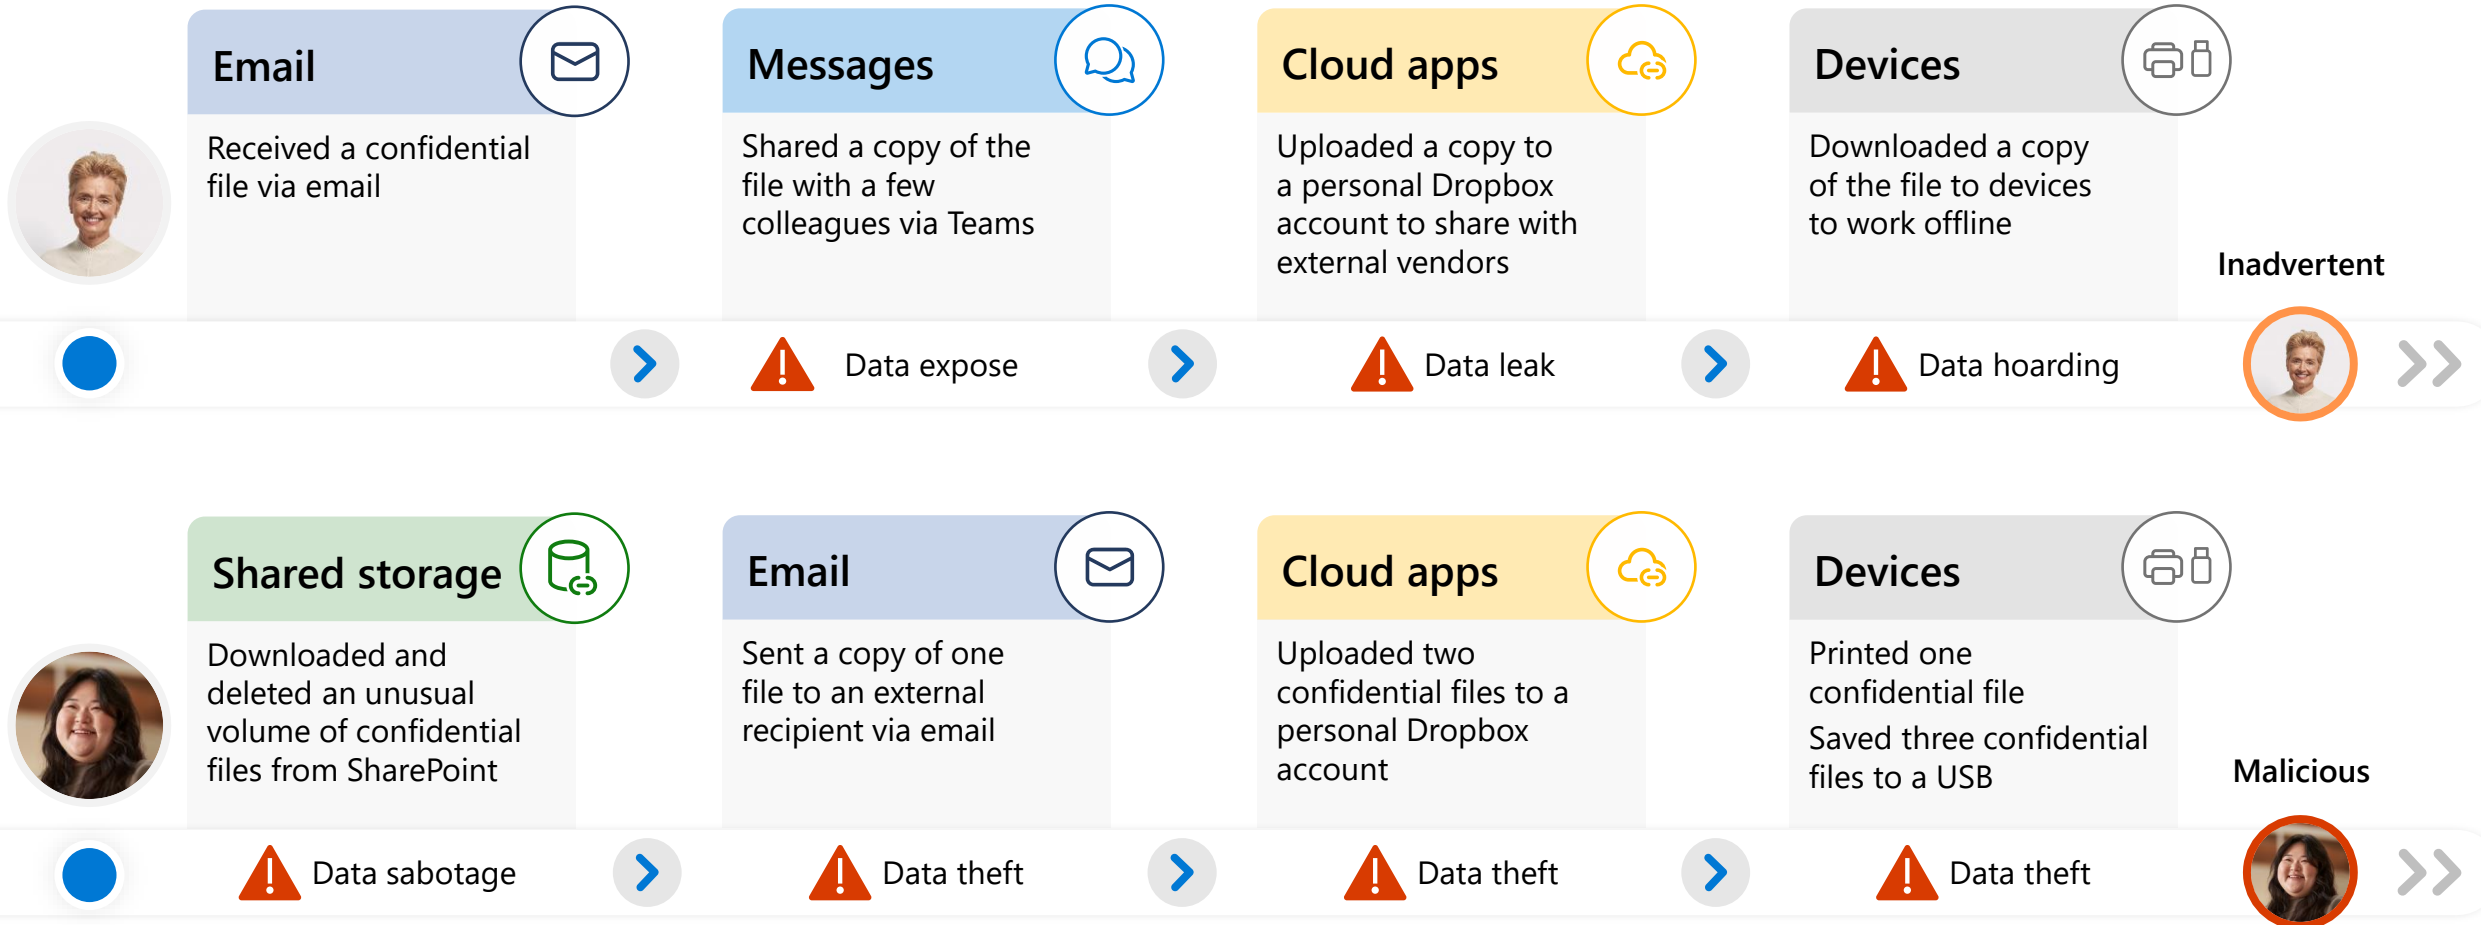 Email
Received a confidential
file via email
Messages
Shared a copy of the
file with a few
colleagues via Teams
Cloud apps
Uploaded a copy to
a personal Dropbox
account to share with
external vendors
Devices
Downloaded a copy
of the file to devices
to work offline
Inadvertent
Data expose
Data leak
Data hoarding
Shared storage
Downloaded and
deleted an unusual
volume of confidential
files from SharePoint
Email
Sent a copy of one
file to an external
recipient via email
Cloud apps
Uploaded two
confidential files to a
personal Dropbox
account
Devices
Printed one
confidential file
Saved three confidential
files to a USB
Malicious
Data sabotage
Data theft
Data theft
Data theft